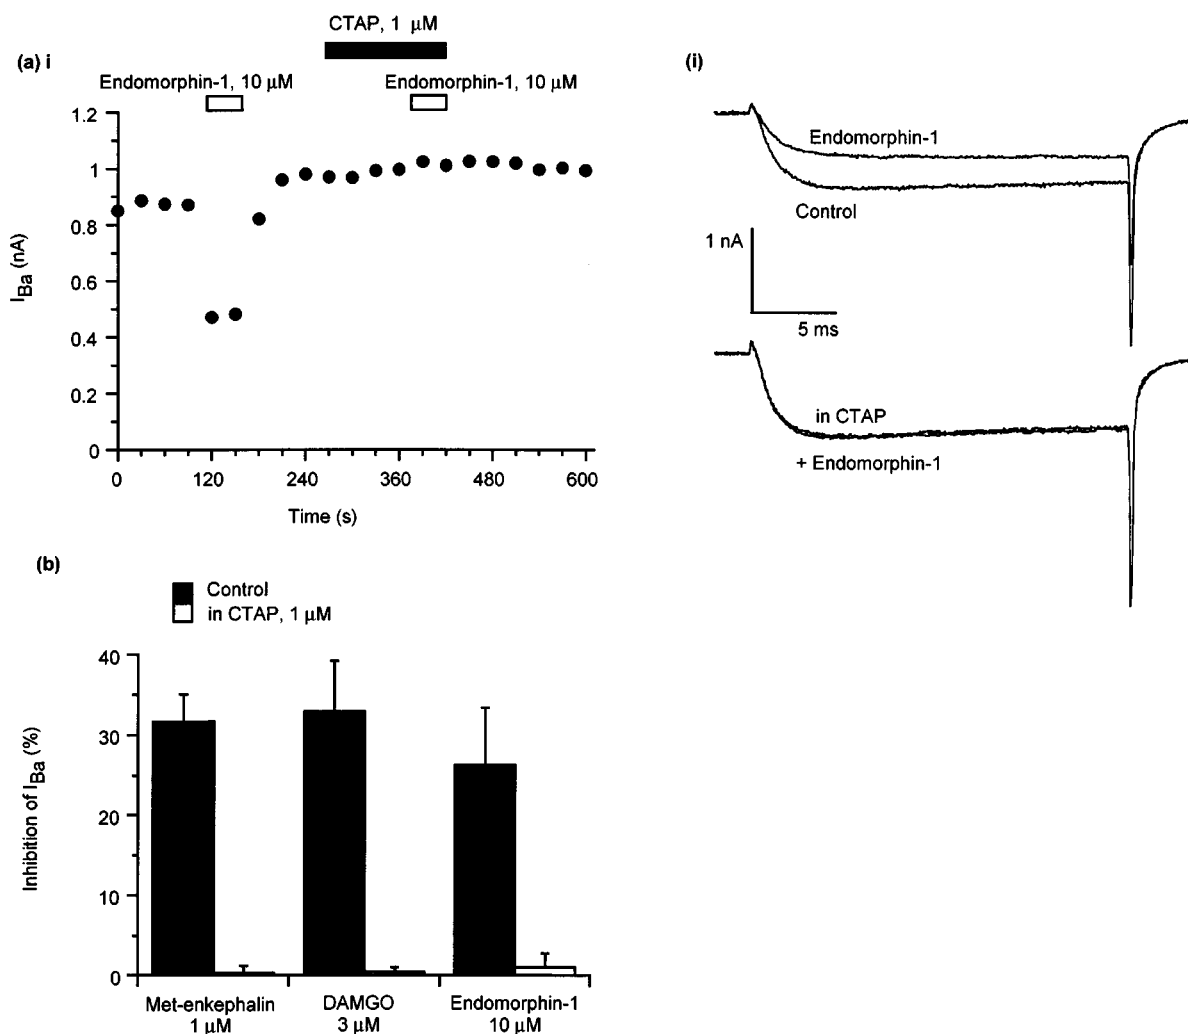 CTAP, 1 μM
(a) i
Endomorphin-1, 10 μM
Endomorphin-1, 10 μM
1.2
1
0.8
0.6
0.4
0.2
0
IBa (nA)
0
120
240
360
480
600
Time (s)
(i)
Endomorphin-1
Control
1 nA
5 ms
in CTAP
+ Endomorphin-1
(b)
Control
in CTAP, 1 μM
40
30
20
10
0
Inhibition of IBa (%)
Met-enkephalin
1 μM
DAMGO
3 μM
Endomorphin-1
10 μM